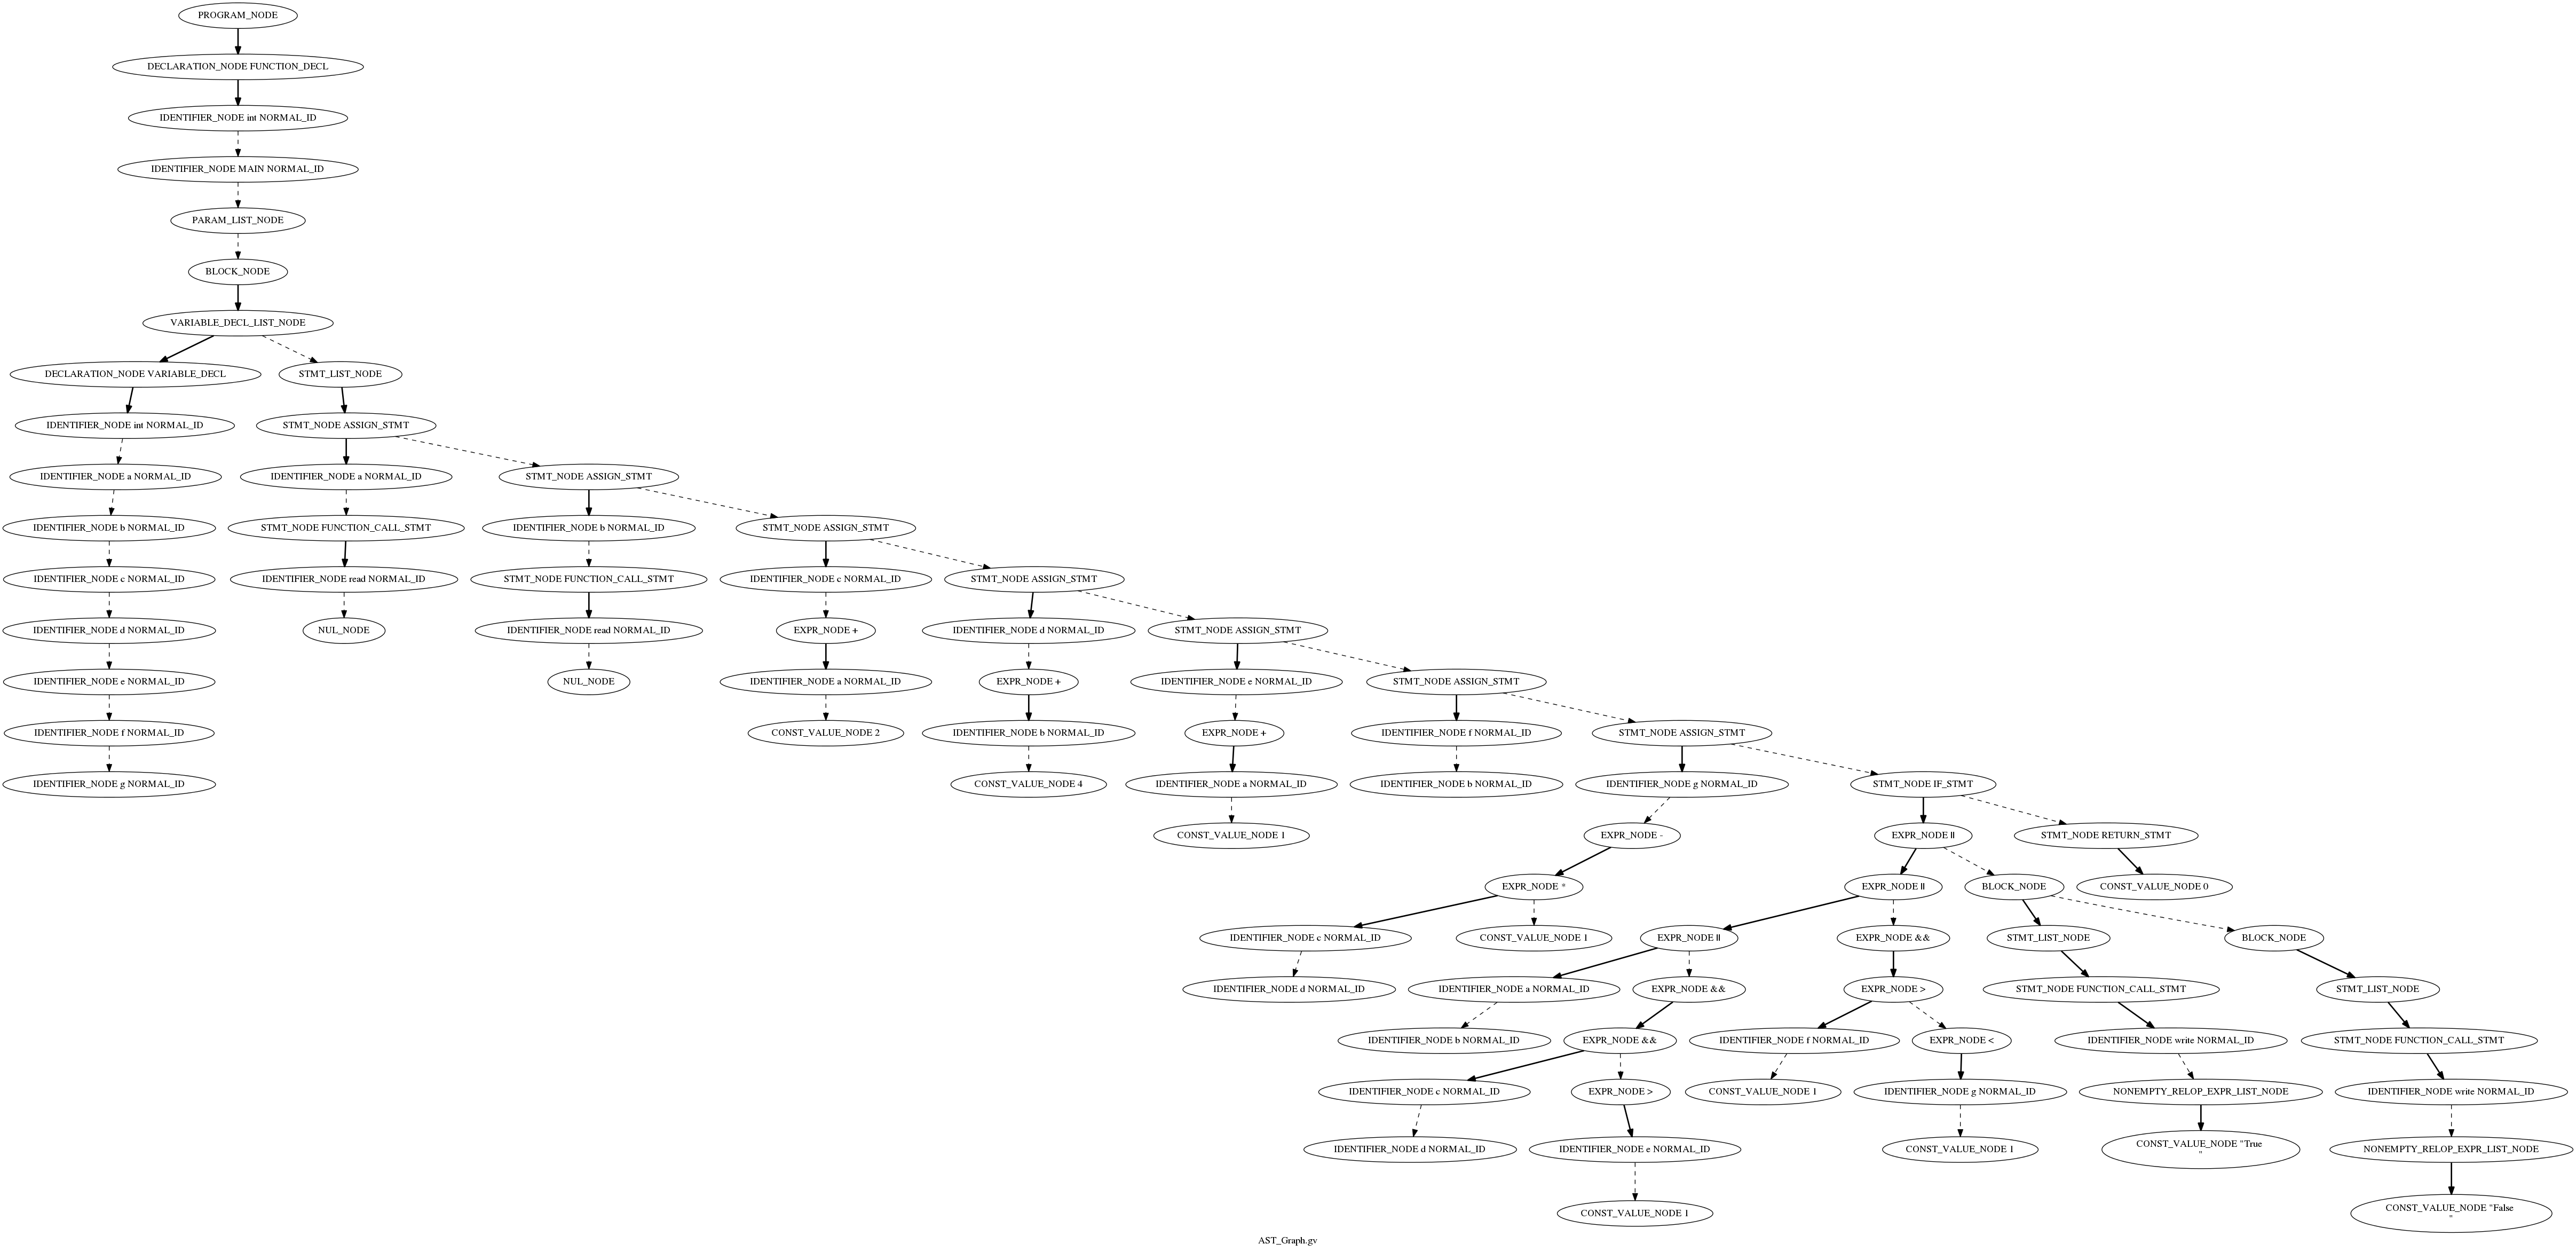 PROGRAM_NODE
DECLARATION_NODE FUNCTION_DECL
IDENTIFIER_NODE int NORMAL_ID
IDENTIFIER_NODE MAIN NORMAL_ID
PARAM_LIST_NODE
BLOCK_NODE
VARIABLE_DECL_LIST_NODE
DECLARATION_NODE VARIABLE_DECL
STMT_LIST_NODE
IDENTIFIER_NODE int NORMAL_ID
STMT_NODE ASSIGN_STMT
IDENTIFIER_NODE a NORMAL_ID
IDENTIFIER_NODE a NORMAL_ID
STMT_NODE ASSIGN_STMT
IDENTIFIER_NODE b NORMAL_ID
STMT_NODE FUNCTION_CALL_STMT
IDENTIFIER_NODE b NORMAL_ID
STMT_NODE ASSIGN_STMT
IDENTIFIER_NODE c NORMAL_ID
IDENTIFIER_NODE read NORMAL_ID
STMT_NODE FUNCTION_CALL_STMT
IDENTIFIER_NODE c NORMAL_ID
STMT_NODE ASSIGN_STMT
IDENTIFIER_NODE d NORMAL_ID
NUL_NODE
IDENTIFIER_NODE read NORMAL_ID
EXPR_NODE +
IDENTIFIER_NODE d NORMAL_ID
STMT_NODE ASSIGN_STMT
IDENTIFIER_NODE e NORMAL_ID
NUL_NODE
IDENTIFIER_NODE a NORMAL_ID
EXPR_NODE +
IDENTIFIER_NODE e NORMAL_ID
STMT_NODE ASSIGN_STMT
IDENTIFIER_NODE f NORMAL_ID
CONST_VALUE_NODE 2
IDENTIFIER_NODE b NORMAL_ID
EXPR_NODE +
IDENTIFIER_NODE f NORMAL_ID
STMT_NODE ASSIGN_STMT
IDENTIFIER_NODE g NORMAL_ID
CONST_VALUE_NODE 4
IDENTIFIER_NODE a NORMAL_ID
IDENTIFIER_NODE b NORMAL_ID
IDENTIFIER_NODE g NORMAL_ID
STMT_NODE IF_STMT
CONST_VALUE_NODE 1
EXPR_NODE -
EXPR_NODE ||
STMT_NODE RETURN_STMT
EXPR_NODE *
EXPR_NODE ||
BLOCK_NODE
CONST_VALUE_NODE 0
IDENTIFIER_NODE c NORMAL_ID
CONST_VALUE_NODE 1
EXPR_NODE ||
EXPR_NODE &&
STMT_LIST_NODE
BLOCK_NODE
IDENTIFIER_NODE d NORMAL_ID
IDENTIFIER_NODE a NORMAL_ID
EXPR_NODE &&
EXPR_NODE >
STMT_NODE FUNCTION_CALL_STMT
STMT_LIST_NODE
IDENTIFIER_NODE b NORMAL_ID
EXPR_NODE &&
IDENTIFIER_NODE f NORMAL_ID
EXPR_NODE <
IDENTIFIER_NODE write NORMAL_ID
STMT_NODE FUNCTION_CALL_STMT
IDENTIFIER_NODE c NORMAL_ID
EXPR_NODE >
CONST_VALUE_NODE 1
IDENTIFIER_NODE g NORMAL_ID
NONEMPTY_RELOP_EXPR_LIST_NODE
IDENTIFIER_NODE write NORMAL_ID
IDENTIFIER_NODE d NORMAL_ID
IDENTIFIER_NODE e NORMAL_ID
CONST_VALUE_NODE 1
CONST_VALUE_NODE "True
"
NONEMPTY_RELOP_EXPR_LIST_NODE
CONST_VALUE_NODE 1
CONST_VALUE_NODE "False
"
AST_Graph.gv